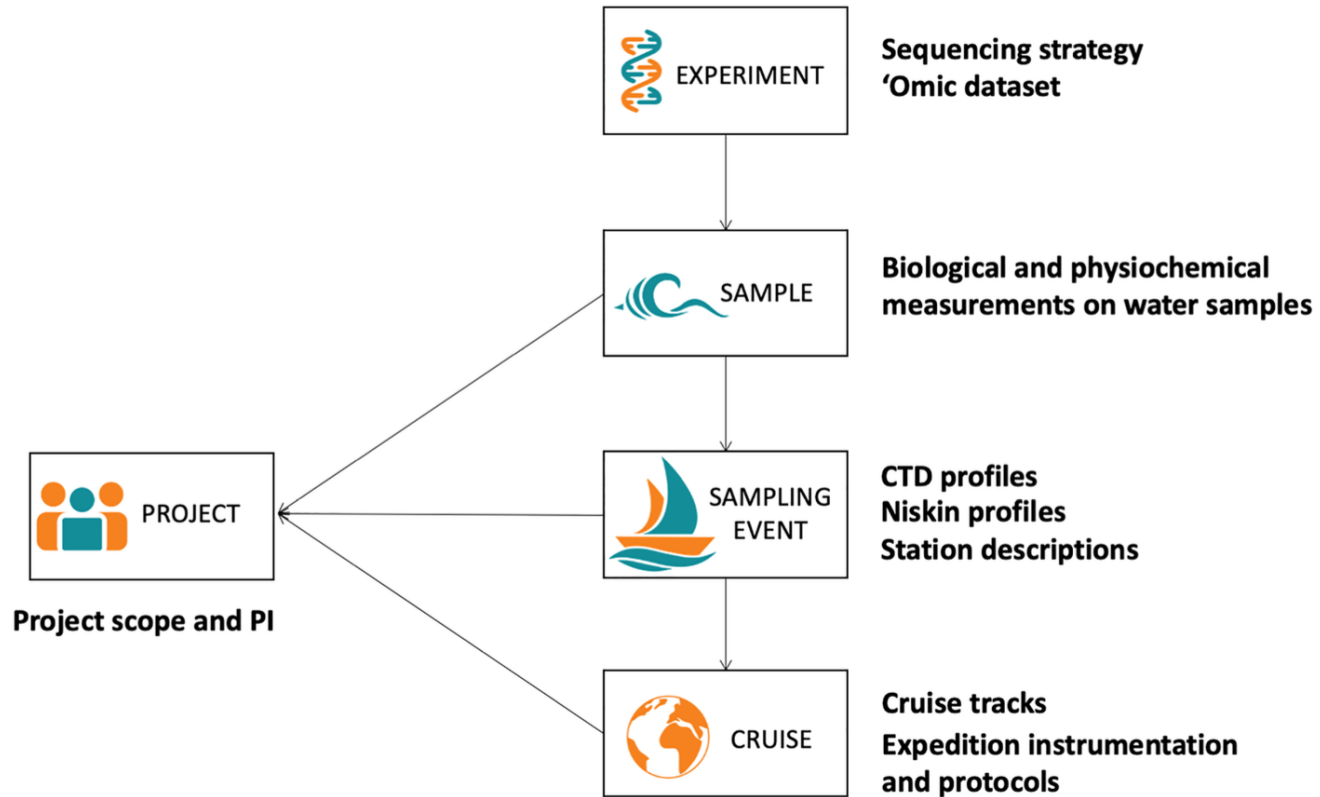 EXPERIMENT
Sequencing strategy
‘Omic dataset
SAMPLE
Biological and physiochemical
measurements on water samples
PROJECT
Project scope and PI
SAMPLING
EVENT
CTD profiles
Niskin profiles
Station descriptions
CRUISE
Cruise tracks
Expedition instrumentation
and protocols